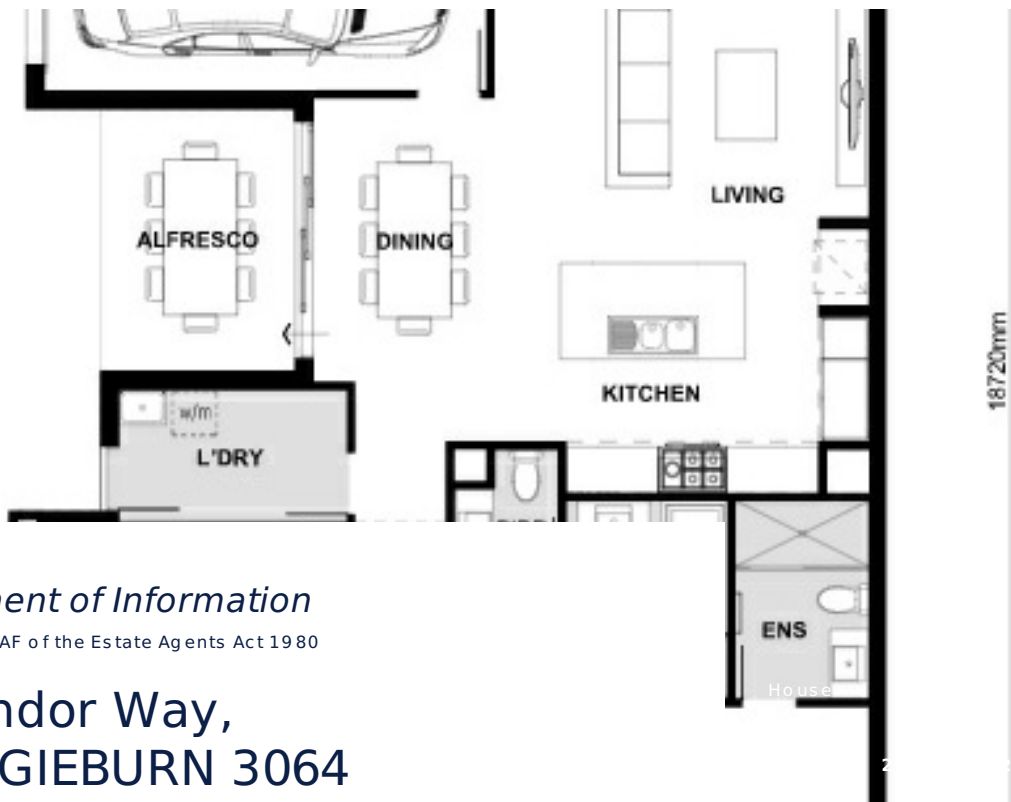 LIVING
ALFRESCO
DINING
18720mm
KITCHEN
w/m
L'DRY
ent of Information
AF of the Estate Agents Act 1980
ENS
House
ndor Way,
GIEBURN 3064